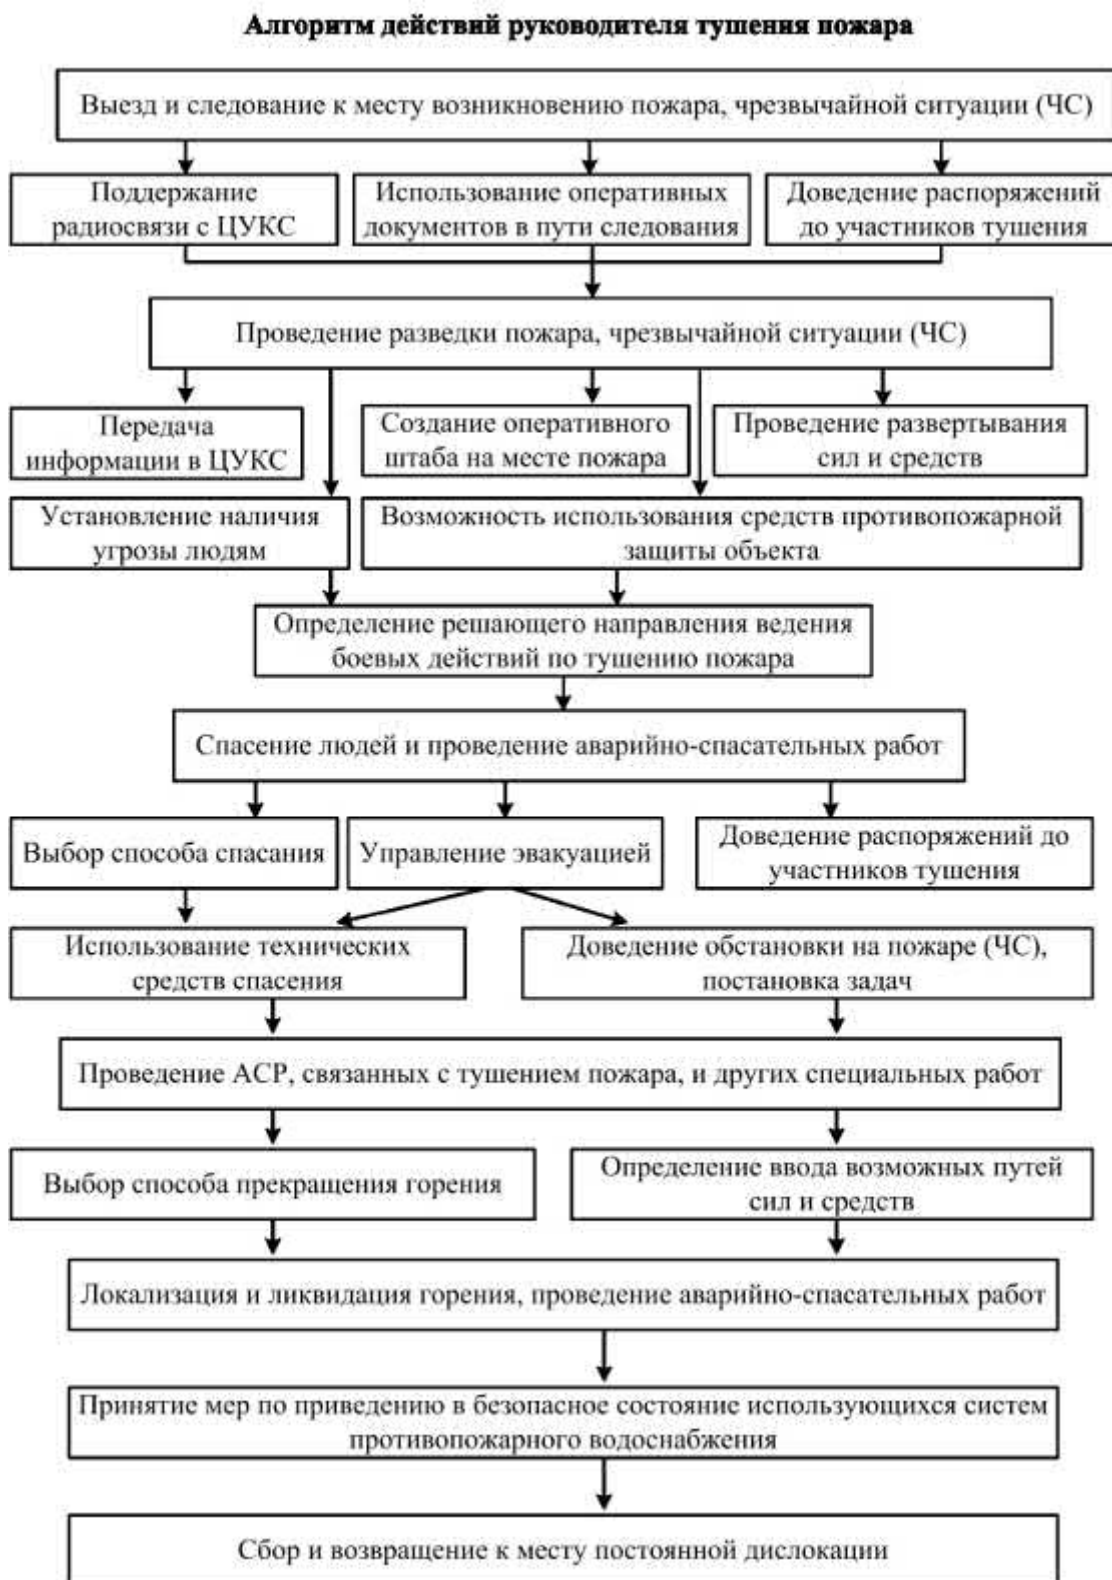 Алгоритм действий руководителя тушения пожара
Выезд и следование к месту возникновению пожара, чрезвычайной ситуации (ЧС)
Поддержание
радиосвязи с ЦУКС
Использование оперативных
документов в пути следования
Доведение распоряжений
до участников тушения
Проведение разведки пожара, чрезвычайной ситуации (ЧС)
Передача
информации в ЦУКС
Создание оперативного
штаба на месте пожара
Проведение развертывания
сил и средств
Установление наличия
угрозы людям
Возможность использования средств противопожарной
защиты объекта
Определение решающего направления ведения
боевых действий по тушению пожара
Спасение людей и проведение аварийно-спасательных работ
Выбор способа спасания
Управление эвакуацией
Доведение распоряжений до
участников тушения
Использование технических
средств спасения
Доведение обстановки на пожаре (ЧС),
постановка задач
Проведение АСР, связанных с тушением пожара, и других специальных работ
Выбор способа прекращения горения
Определение ввода возможных путей
сил и средств
Локализация и ликвидация горения, проведение аварийно-спасательных работ
Принятие мер по приведению в безопасное состояние использующихся систем
противопожарного водоснабжения
Сбор и возвращение к месту постоянной дислокации